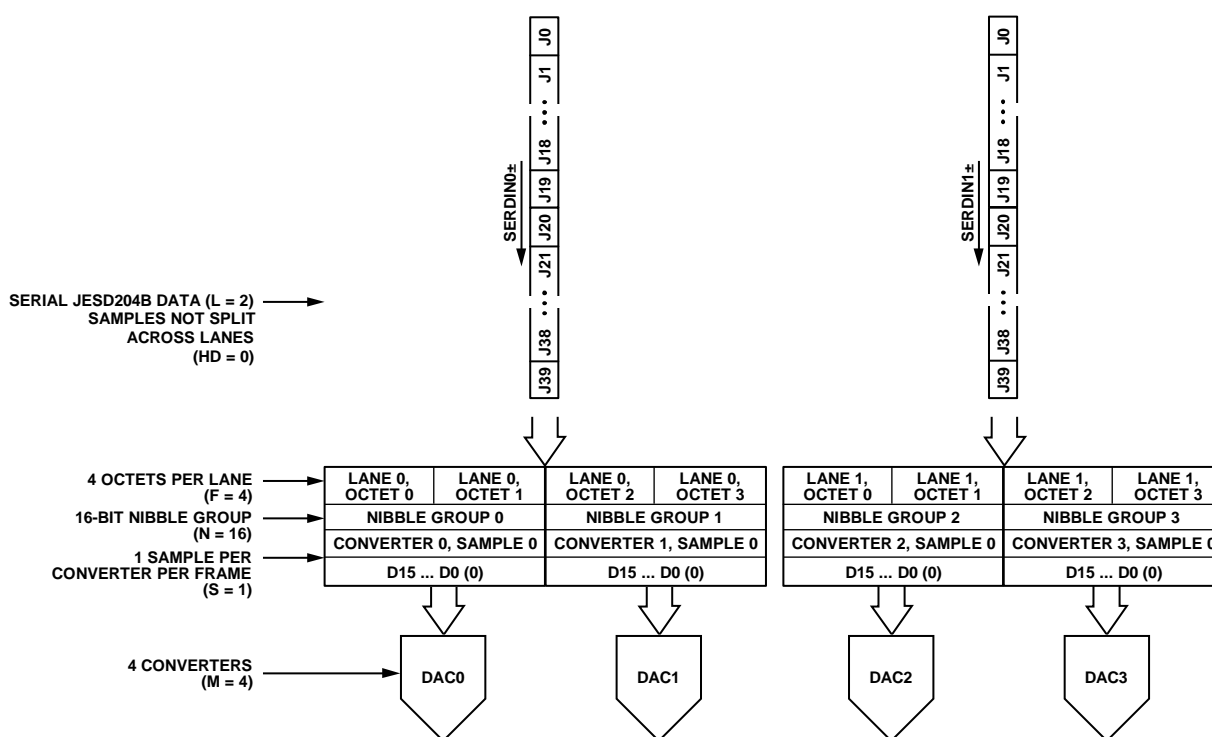 J0
J1
J18
J19
J20
J21
J38
J39
SERDIN0±
J0
J1
J18
J19
J20
J21
J38
J39
SERDIN1±
SERIAL JESD204B DATA (L = 2)
SAMPLES NOT SPLIT
ACROSS LANES
(HD = 0)
4 OCTETS PER LANE
(F = 4)
LANE 0,
OCTET 0
LANE 0,
OCTET 1
LANE 0,
OCTET 2
LANE 0,
OCTET 3
LANE 1,
OCTET 0
LANE 1,
OCTET 1
LANE 1,
OCTET 2
LANE 1,
OCTET 3
16-BIT NIBBLE GROUP
(N = 16)
NIBBLE GROUP 0
NIBBLE GROUP 1
NIBBLE GROUP 2
NIBBLE GROUP 3
1 SAMPLE PER
CONVERTER PER FRAME
(S = 1)
CONVERTER 0, SAMPLE 0
CONVERTER 1, SAMPLE 0
CONVERTER 2, SAMPLE 0
CONVERTER 3, SAMPLE 0
D15 ... D0 (0)
D15 ... D0 (0)
D15 ... D0 (0)
D15 ... D0 (0)
4 CONVERTERS
(M = 4)
DAC0
DAC1
DAC2
DAC3